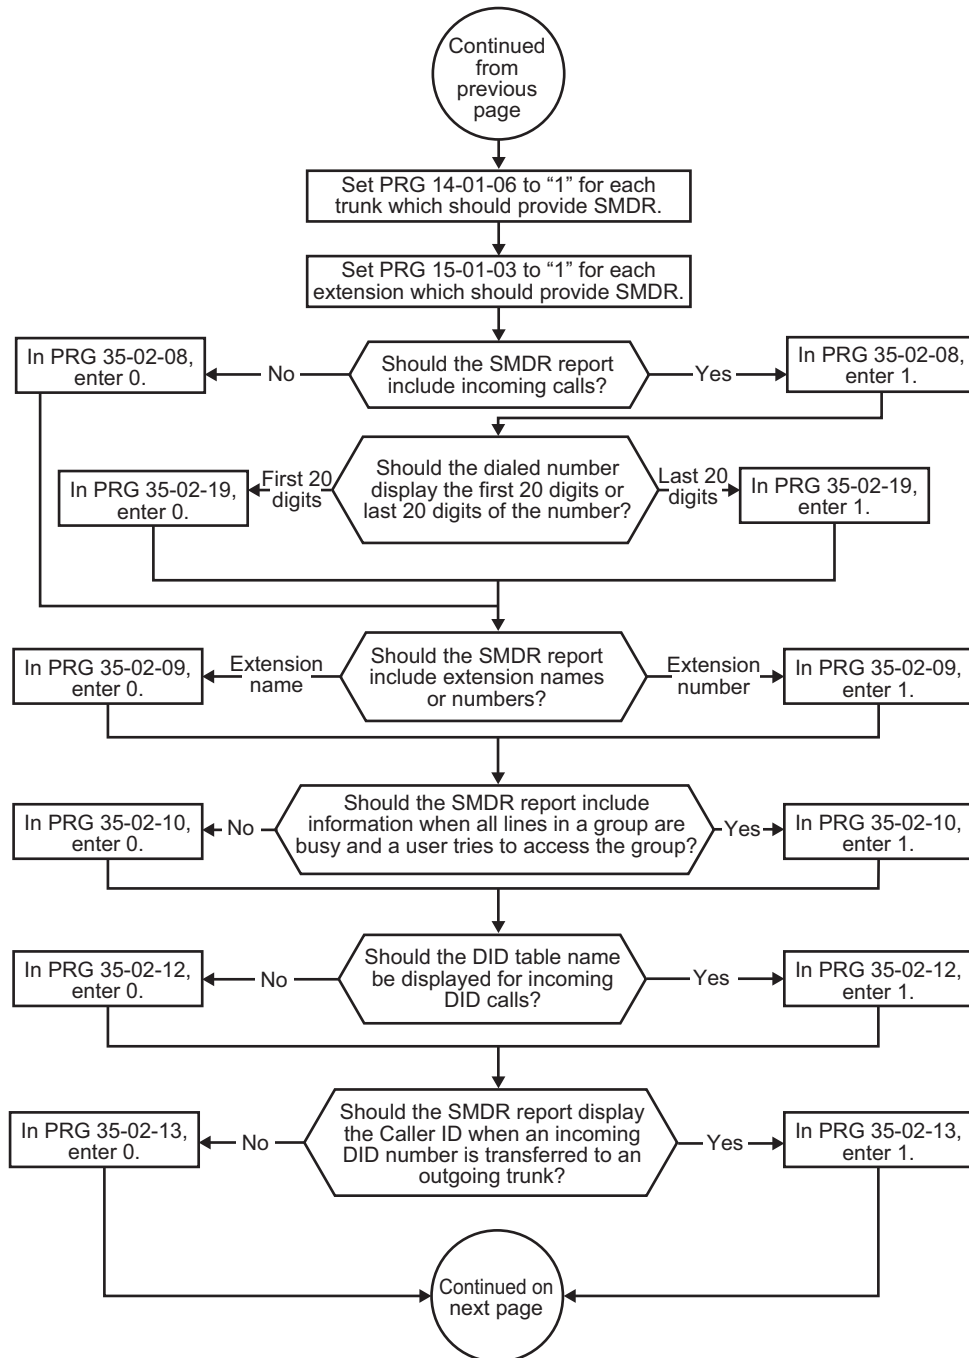 Continued
from
previous
page
Set PRG 14-01-06 to “1” for each
trunk which should provide SMDR.
Set PRG 15-01-03 to “1” for each
extension which should provide SMDR.
In PRG 35-02-08,
enter 0.
No
Should the SMDR report
include incoming calls?
Yes
In PRG 35-02-08,
enter 1.
In PRG 35-02-19,
enter 0.
First 20
digits
Should the dialed number
display the first 20 digits or
last 20 digits of the number?
Last 20
digits
In PRG 35-02-19,
enter 1.
In PRG 35-02-09,
enter 0.
Extension
name
Should the SMDR report
include extension names
or numbers?
Extension
number
In PRG 35-02-09,
enter 1.
In PRG 35-02-10,
enter 0.
No
Should the SMDR report include
information when all lines in a group are
busy and a user tries to access the group?
Yes
In PRG 35-02-10,
enter 1.
In PRG 35-02-12,
enter 0.
No
Should the DID table name
be displayed for incoming
DID calls?
Yes
In PRG 35-02-12,
enter 1.
In PRG 35-02-13,
enter 0.
No
Should the SMDR report display
the Caller ID when an incoming
DID number is transferred to an
outgoing trunk?
Yes
In PRG 35-02-13,
enter 1.
Continued on
next page